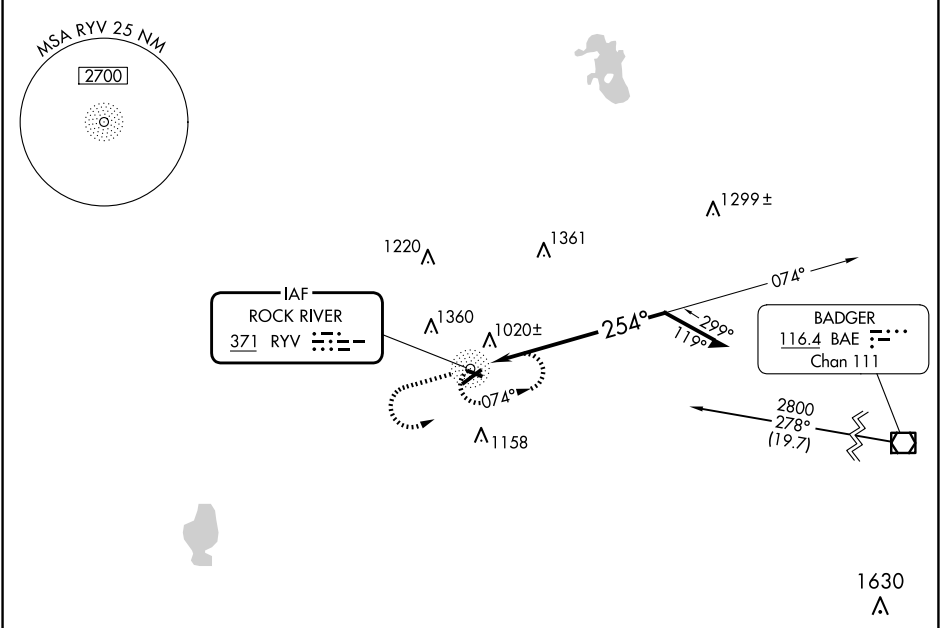 MSA RYV 25 NM
2700
1299±
1220
1361
074°
IAF
ROCK RIVER
371 RYV
1360
1020±
254°
299°
119°
BADGER
116.4 BAE
Chan 111
074°
1158
2800
278°
(19.7)
1630